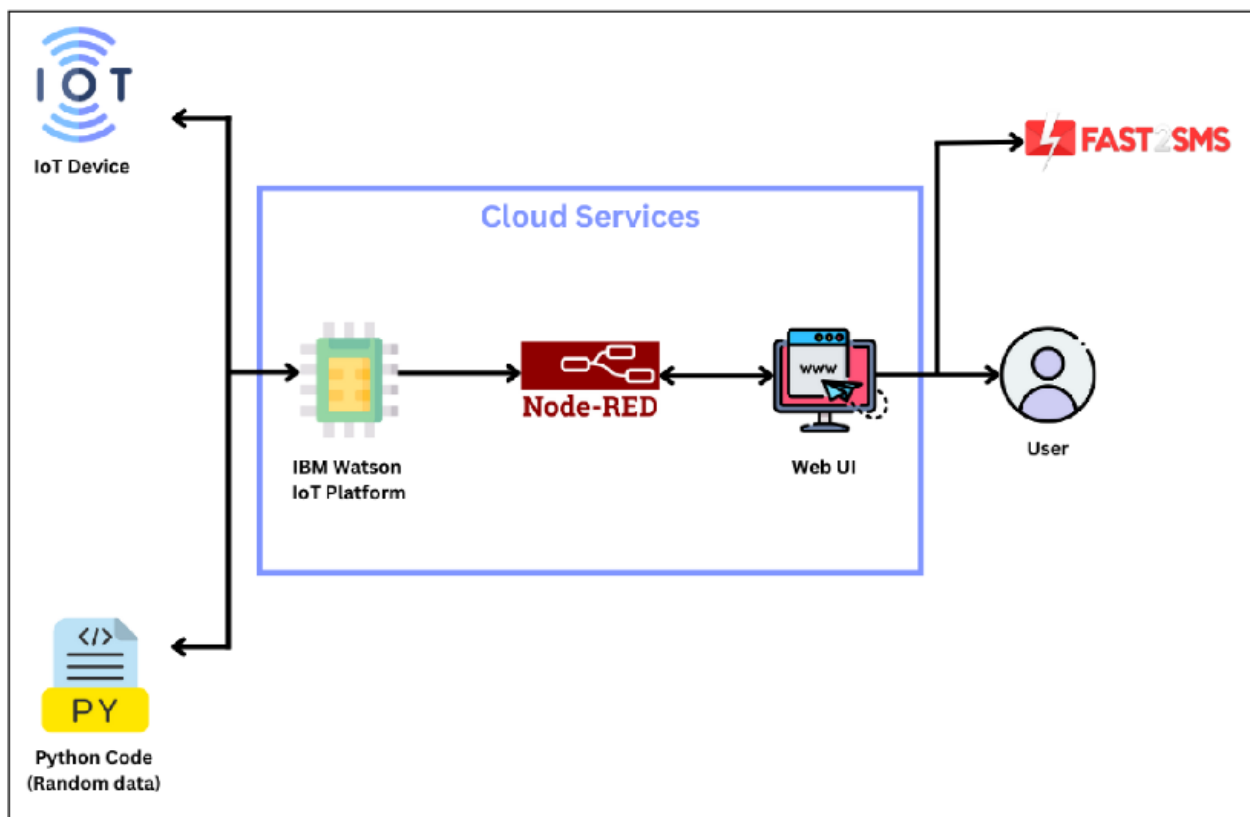 IOT
IoT Device
FAST2SMS
Cloud Services
www
Node-RED
IBM Watson
IoT Platform
Web UI
User
</>
PY
Python Code
(Random data)